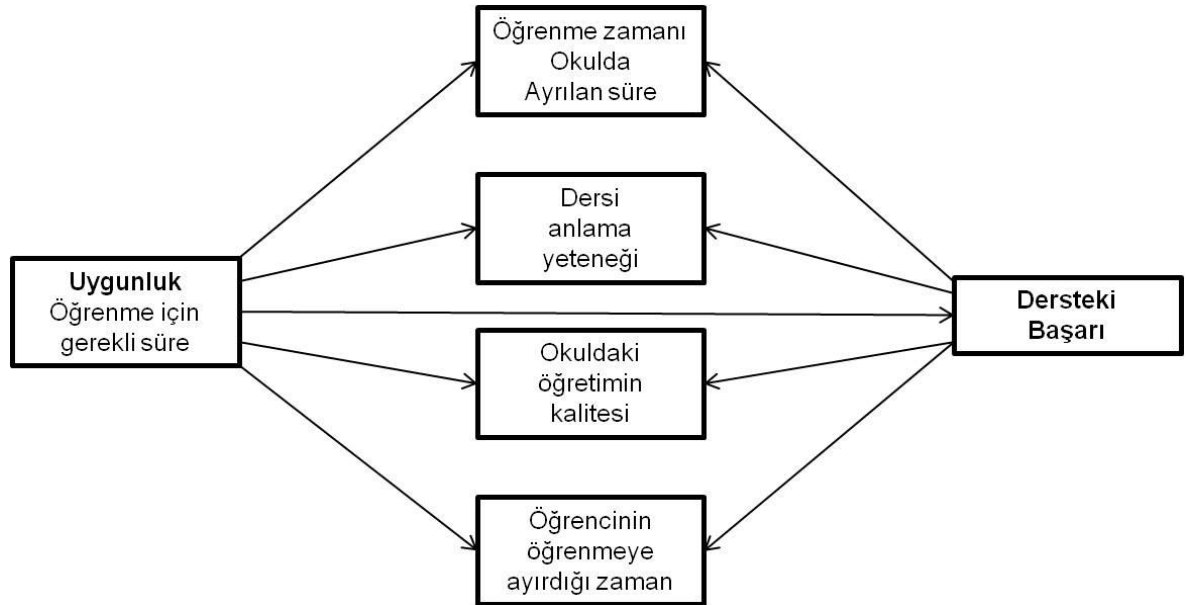 Öğrenme zamanı
Okulda
Ayrılan süre
Dersi
anlama
yeteneği
Uygunluk
Öğrenme için
gerekli süre
Dersteki
Başarı
Okuldaki
öğretimin
kalitesi
Öğrencinin
öğrenmeye
ayırdığı zaman